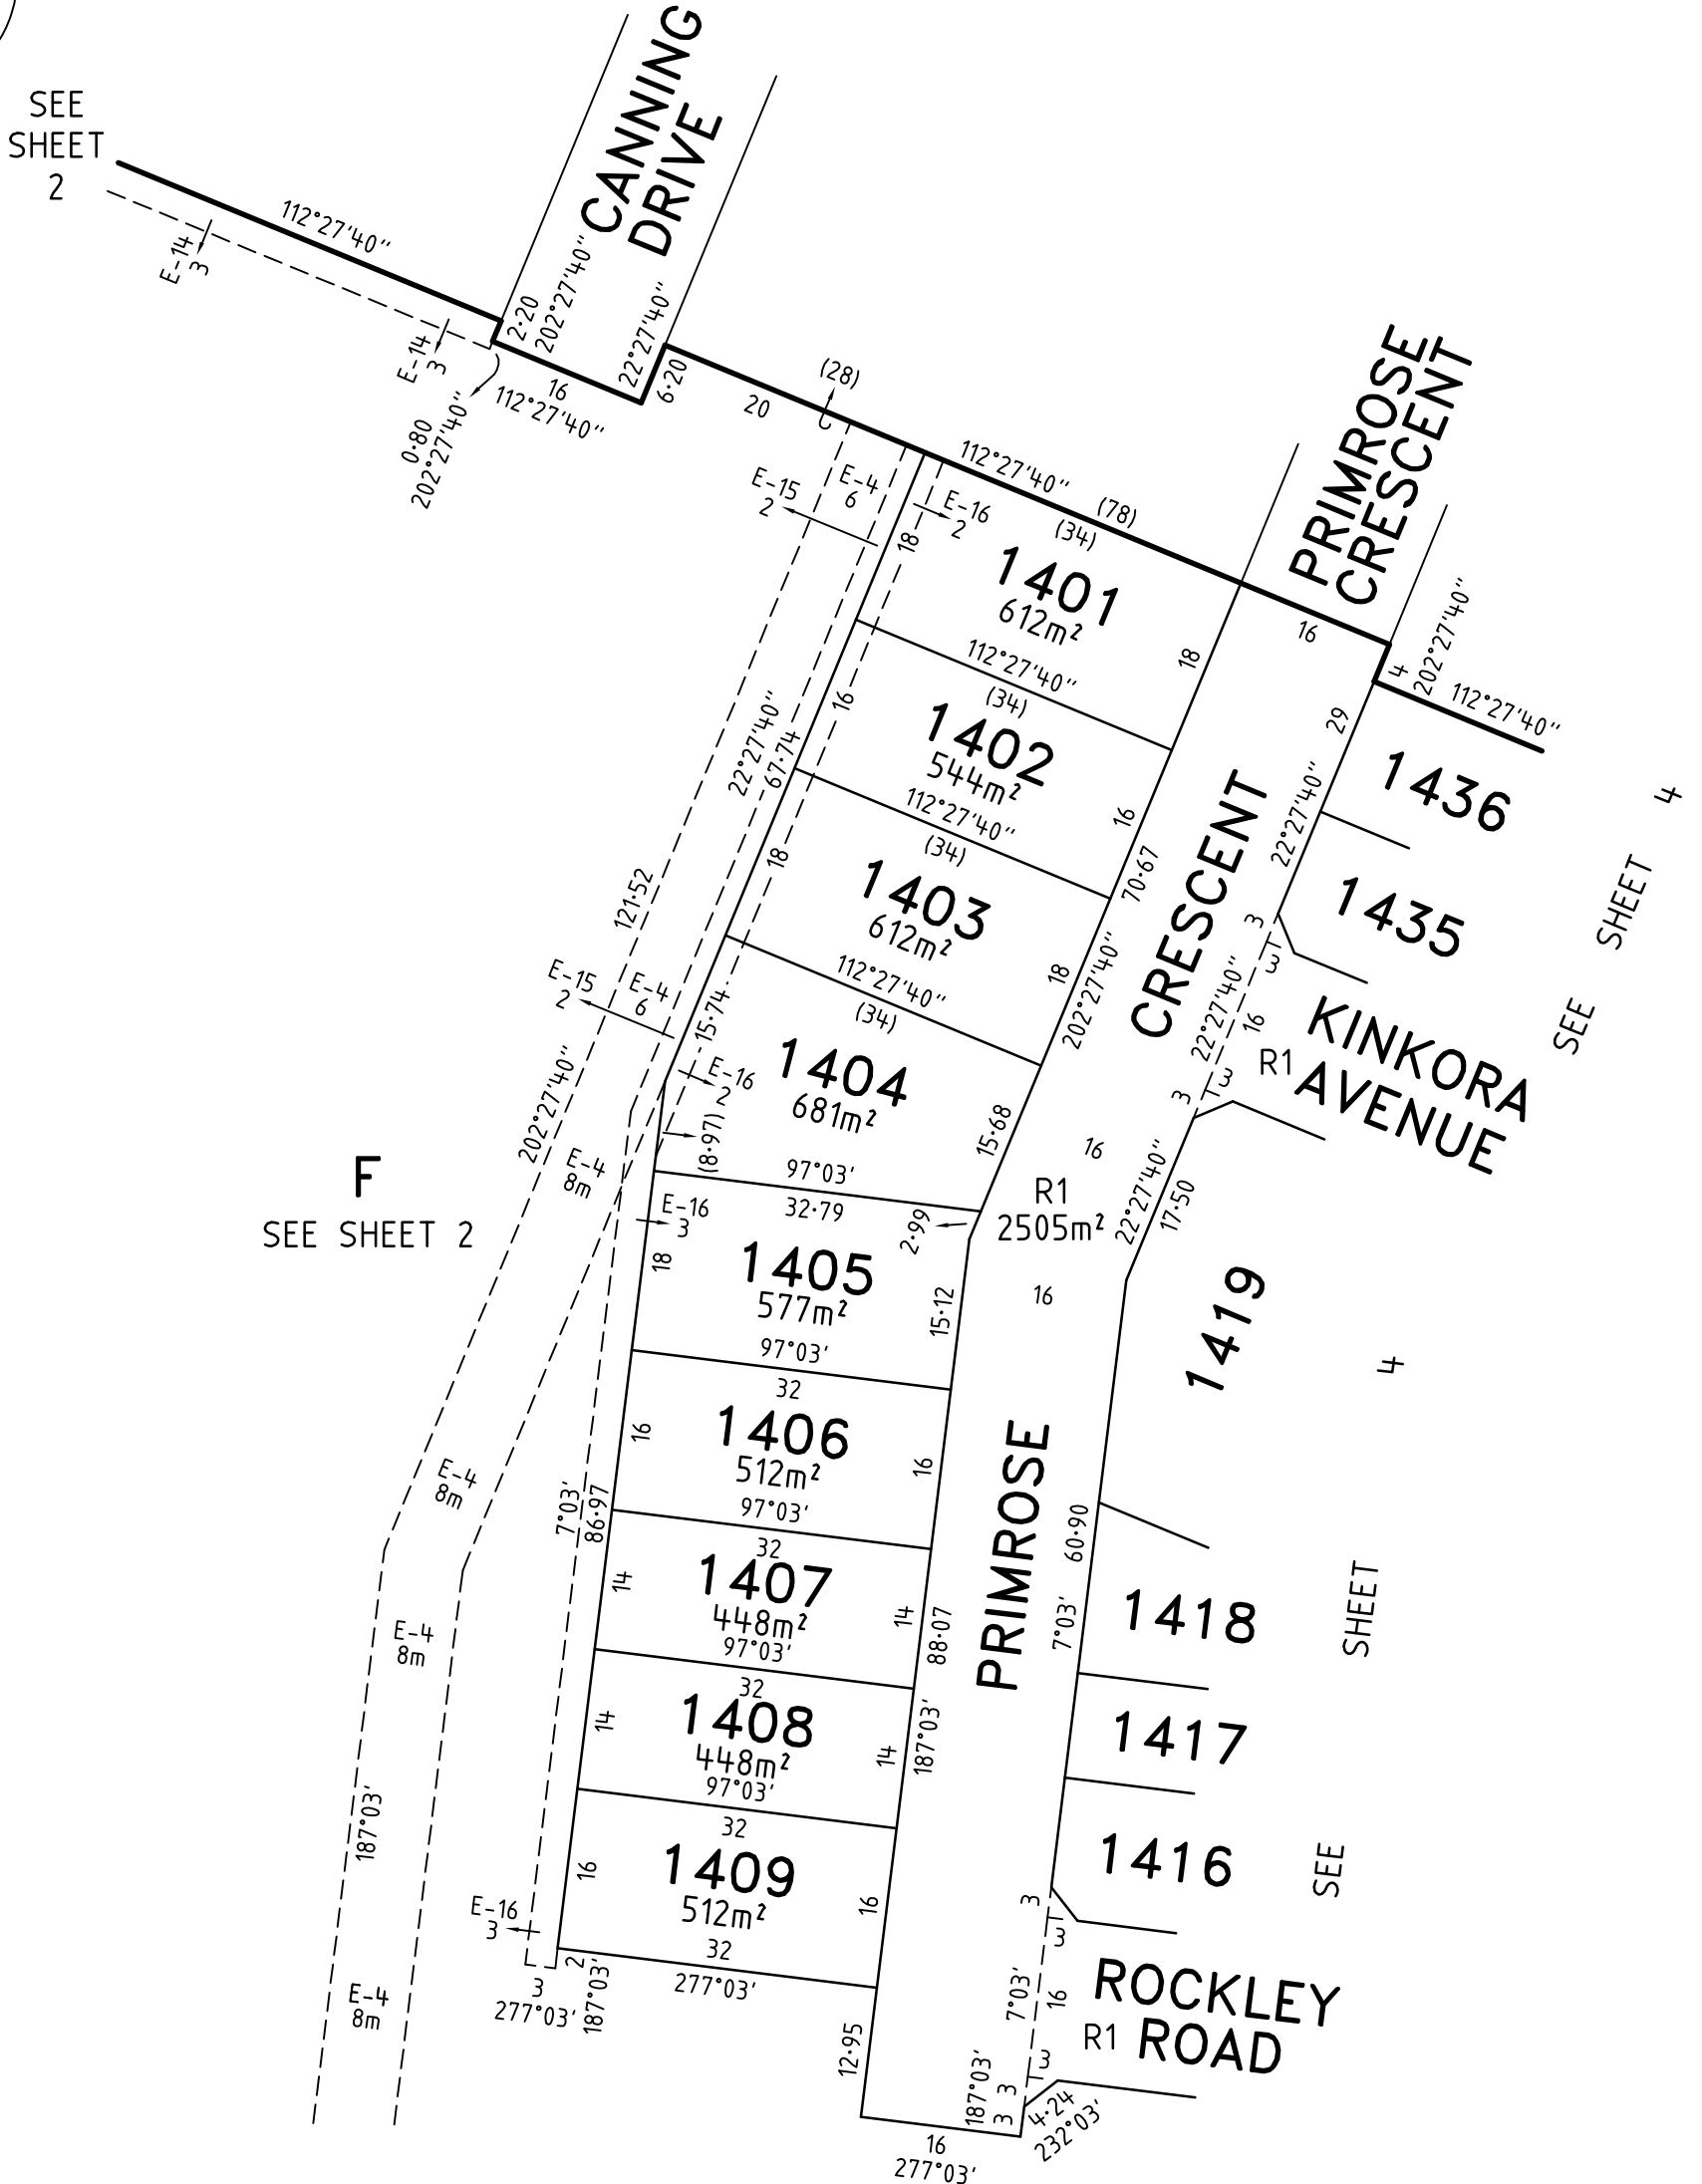 SEE
SHEET
2
CANNING
DRIVE
112°27'40"
E-14
3
E-14
3
2·20
202°27'40"
22°27'40"
6·20
16
112°27'40"
0·80
202°27'40"
20
(28)
112°27'40"
(78)
(34)
PRIMROSE
CRESCENT
16
4
202°27'40"
112°27'40"
E-15
2
E-4
6
E-16
2
18
1401
612m²
18
112°27'40"
(34)
16
1402
544m²
16
22°27'40"
67·74
112°27'40"
(34)
18
1403
612m²
18
70·67
202°27'40"
112°27'40"
(34)
CRESCENT
29
22°27'40"
1436
1435
SEE SHEET 4
3
3
22°27'40"
16
R1
KINKORA
AVENUE
3
3
121·52
E-15
2
E-4
6
15·74
E-16
2
(8·97)
1404
681m²
15·68
97°03'
32·79
202°27'40"
E-4
8m
F
SEE SHEET 2
16
R1
2505m²
22°27'40"
17·50
16
E-16
3
18
1405
577m²
2·99
15·12
97°03'
32
1419
16
1406
512m²
16
97°03'
32
7°03'
86·97
E-4
8m
14
1407
448m²
14
97°03'
32
88·07
187°03'
PRIMROSE
60·90
7°03'
1418
1417
1416
SEE SHEET 4
E-4
8m
14
1408
448m²
14
97°03'
32
187°03'
16
1409
512m²
16
32
277°03'
E-16
3
2
187°03'
3
277°03'
E-4
8m
3
3
7°03'
16
ROCKLEY
R1 ROAD
12·95
187°03'
3
3
3
4·24
232°03'
16
277°03'